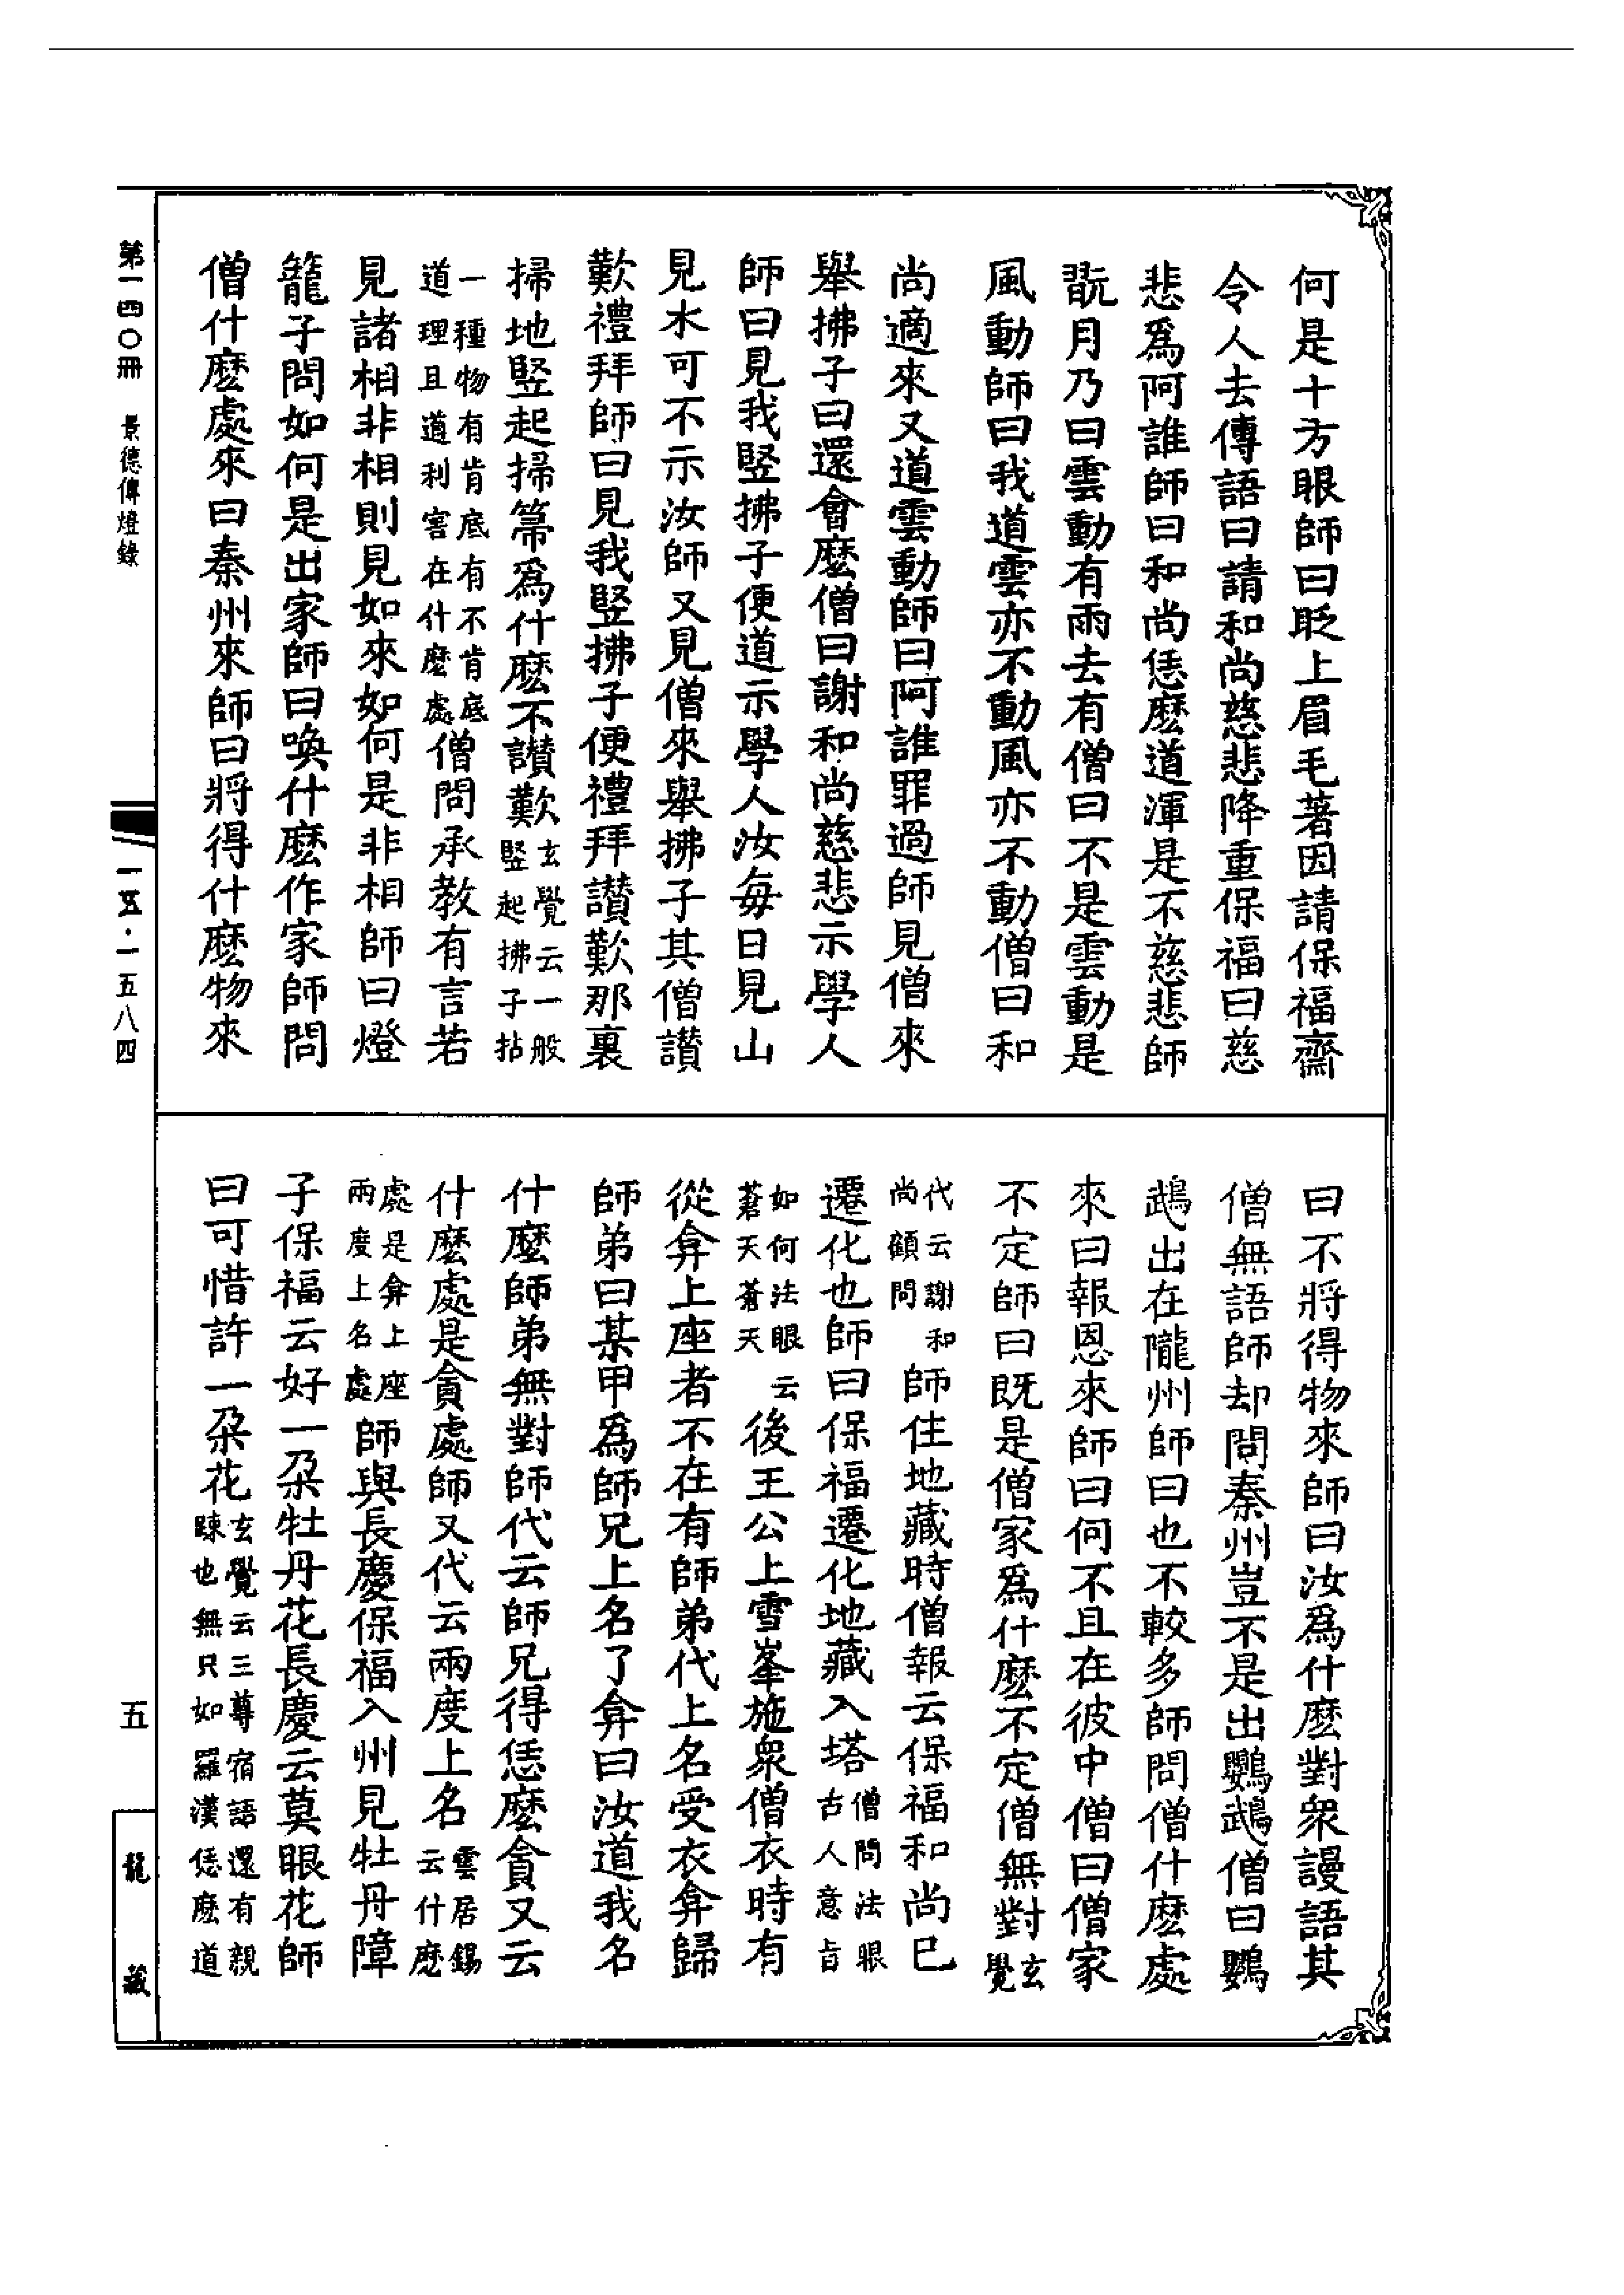 何是十方眼師曰眨上眉毛著因請保福齋
令人去傳語曰請和尚慈悲降重保福曰慈
悲爲阿誰師曰和尚恁麽道渾是不慈悲師
翫月乃曰雲動有雨去有僧曰不是雲動是
風動師曰我道雲亦不動風亦不動僧曰和
尚適來又道雲動師曰阿誰罪過師見僧來
舉拂子曰還會麽僧曰謝和尚慈悲示學人
師曰見我竪拂子便道示學人汝每日見山
見水可不示汝師又見僧來舉拂子其僧讃
歎禮拜師曰見我竪拂子便禮拜讃歎那裏
掃地竪起掃箒爲什麽不讃歎玄覺云一般竪起拂子拈
一種物有肯底有不肯底道理且道利害在什麽處僧問承教有言若
見諸相非相則見如來如何是非相師曰燈
籠子問如何是出家師曰喚什麽作家師問
僧什麽處來曰秦州來師曰將得什麽物來
曰不將得物來師曰汝爲什麽對衆謾語其
僧無語師却問秦州豈不是出鸚鵡僧曰鸚
鵡出在隴州師曰也不較多師問僧什麽處
來曰報恩來師曰何不且在彼中僧曰僧家
不定師曰既是僧家爲什麽不定僧無對玄覺
代云謝和尚顧問師住地藏時僧報云保福和尚巳
遷化也師曰保福遷化地藏入塔僧問法眼古人意旨
如何法眼云蒼天蒼天後王公上雪峯施衆僧衣時有
從弇上座者不在有師弟代上名受衣弇歸
師弟曰某甲爲師兄上名了弇曰汝道我名
什麽師弟無對師代云師兄得恁麽貪又云
什麽處是貪處師又代云兩度上名雲居錫云什麽
處是弇上座兩度上名處師與長慶保福入州見牡丹障
子保福云好一朶牡丹花長慶云莫眼花師
曰可惜許一朶花玄覺云三尊宿語還有親踈也無只如羅漢恁麽道
第一四〇冊 景德傳燈錄
一五·一五八四
五
龍藏